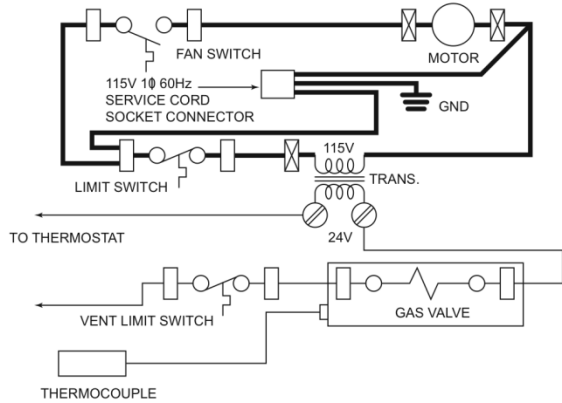 FAN SWITCH
MOTOR
115V 1ϕ 60Hz
SERVICE CORD
SOCKET CONNECTOR
GND
115V
LIMIT SWITCH
TRANS.
TO THERMOSTAT
24V
VENT LIMIT SWITCH
GAS VALVE
THERMOCOUPLE